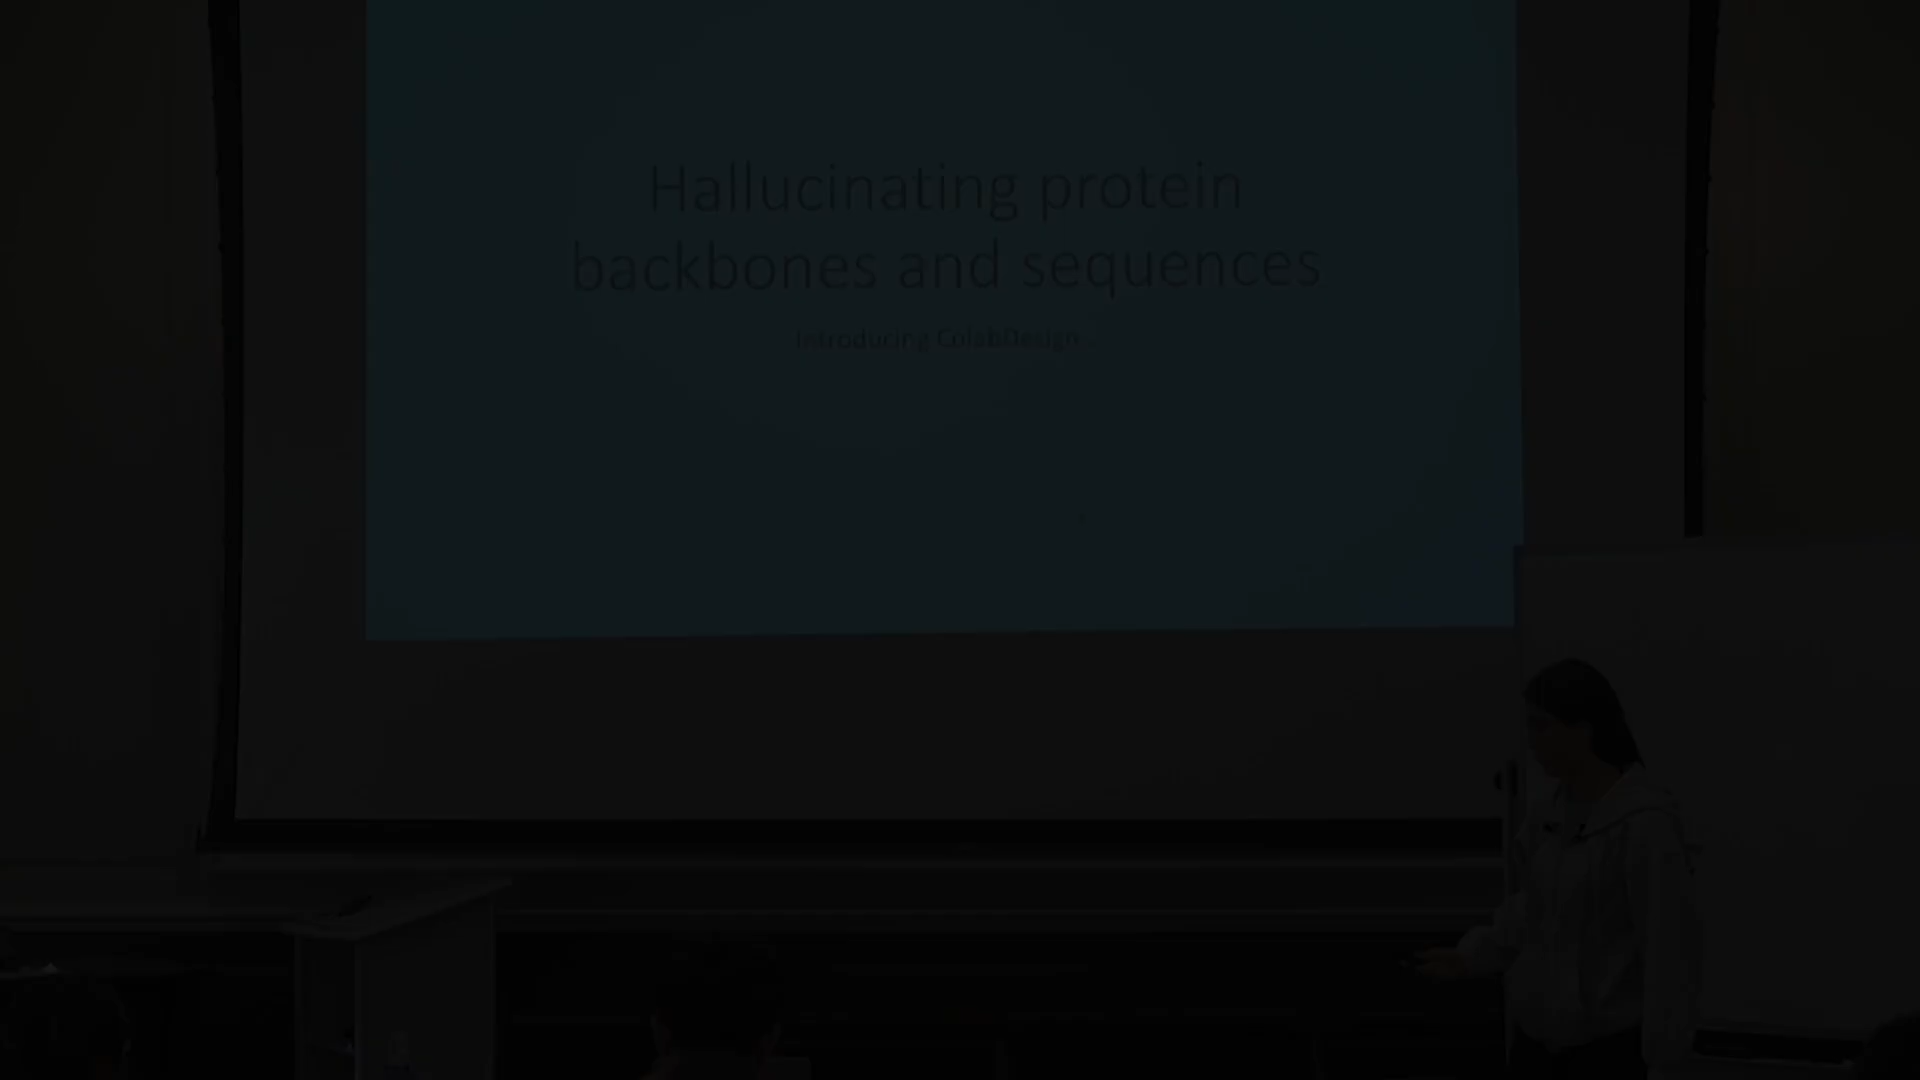 Hallucinating protein
backbones and sequences
Introducing ColabDesign...